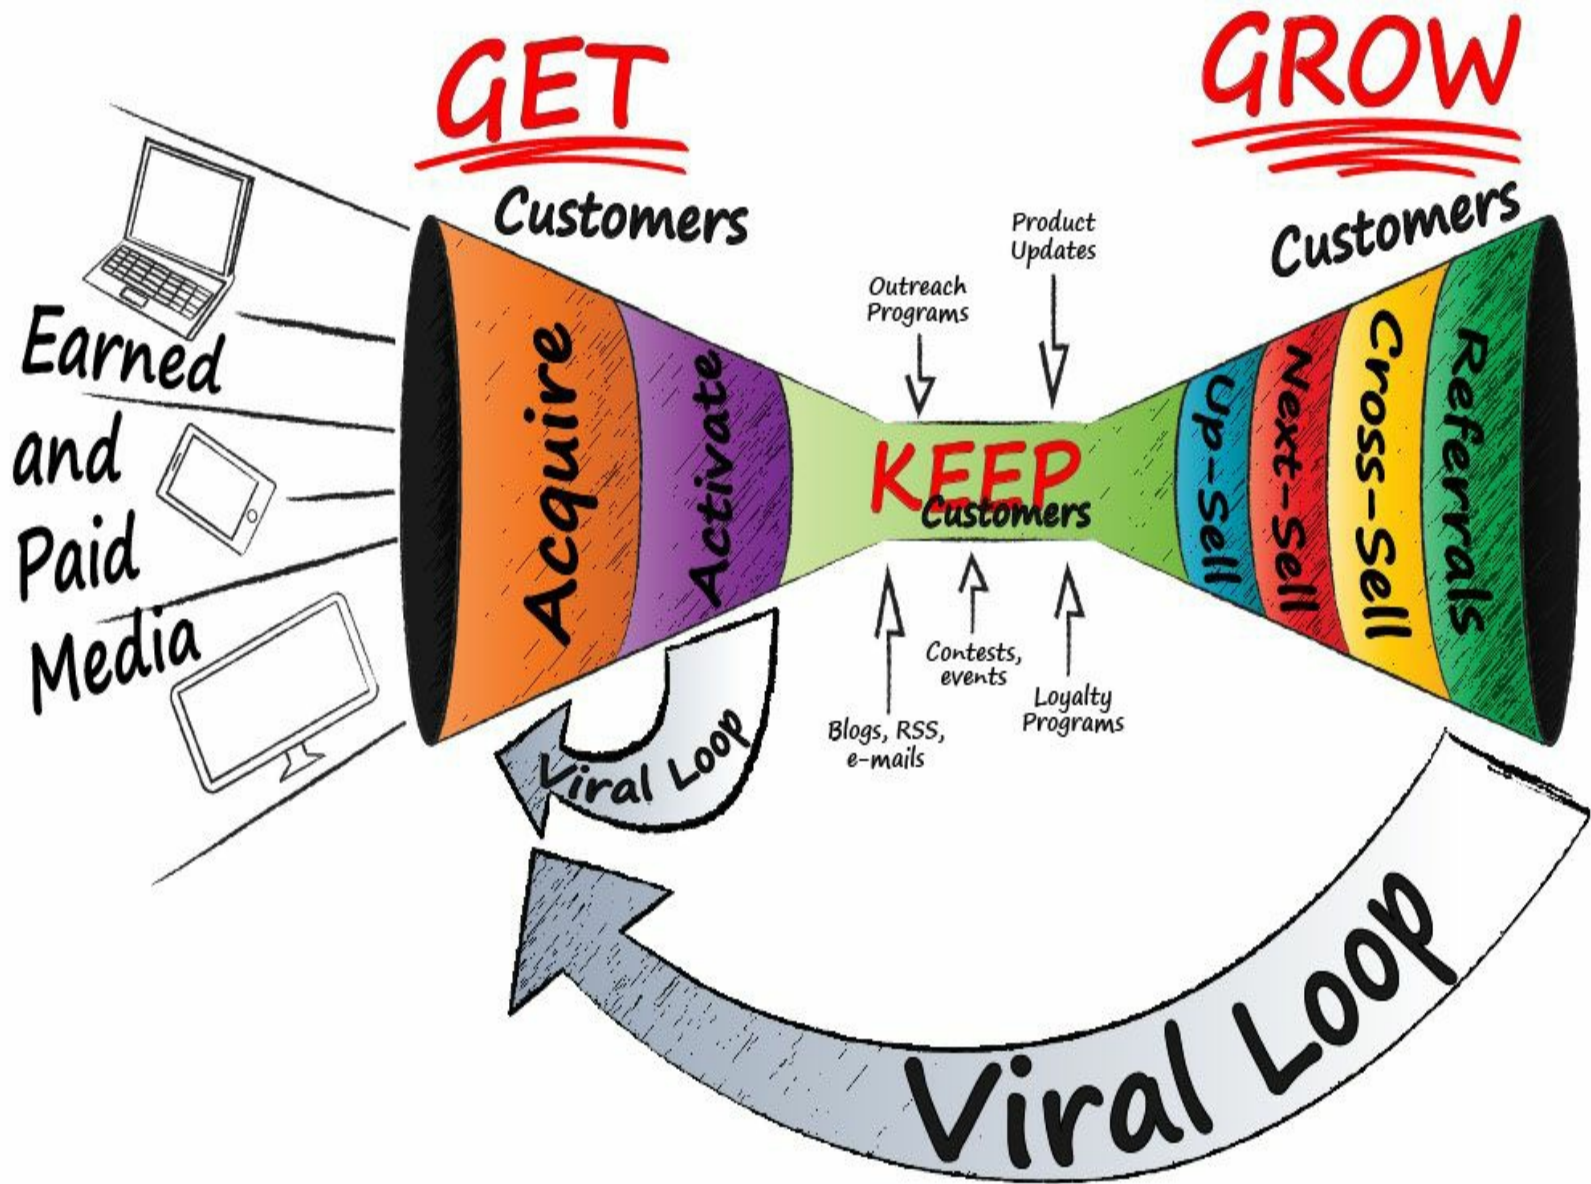 GET
Customers
GROW
Customers
Earned
and
Paid
Media
Acquire
Activate
Outreach
Programs
Product
Updates
KEEP
Customers
Blogs, RSS,
e-mails
Contests,
events
Loyalty
Programs
Up-Sell
Next-Sell
Cross-Sell
Referrals
Viral Loop
Viral Loop